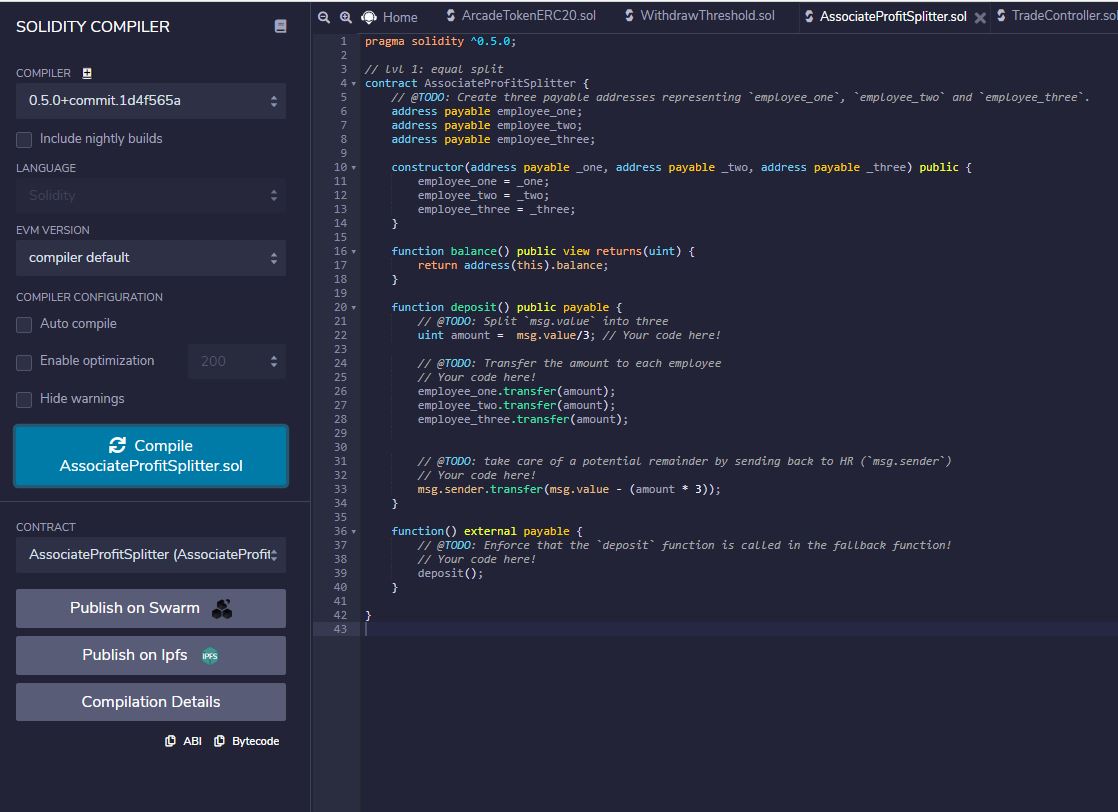 SOLIDITY COMPILER
COMPILER
0.5.0+commit.1d4f565a
Include nightly builds
LANGUAGE
Solidity
EVM VERSION
compiler default
COMPILER CONFIGURATION
Auto compile
Enable optimization 200
Hide warnings
Compile
AssociateProfitSplitter.sol
CONTRACT
AssociateProfitSplitter (AssociateProfit
Publish on Swarm
Publish on Ipfs IPFS
Compilation Details
ABI Bytecode
Home ArcadeTokenERC20.sol WithdrawThreshold.sol AssociateProfitSplitter.sol TradeController.sol
1 pragma solidity ^0.5.0;
2
3 // lvl 1: equal split
4 contract AssociateProfitSplitter {
5 // @TODO: Create three payable addresses representing `employee_one`, `employee_two` and `employee_three`.
6 address payable employee_one;
7 address payable employee_two;
8 address payable employee_three;
9
10 constructor(address payable _one, address payable _two, address payable _three) public {
11 employee_one = _one;
12 employee_two = _two;
13 employee_three = _three;
14 }
15
16 function balance() public view returns(uint) {
17 return address(this).balance;
18 }
19
20 function deposit() public payable {
21 // @TODO: Split `msg.value` into three
22 uint amount =  msg.value/3; // Your code here!
23
24 // @TODO: Transfer the amount to each employee
25 // Your code here!
26 employee_one.transfer(amount);
27 employee_two.transfer(amount);
28 employee_three.transfer(amount);
29
30
31 // @TODO: take care of a potential remainder by sending back to HR (`msg.sender`)
32 // Your code here!
33 msg.sender.transfer(msg.value - (amount * 3));
34 }
35
36 function() external payable {
37 // @TODO: Enforce that the `deposit` function is called in the fallback function!
38 // Your code here!
39 deposit();
40 }
41
42 }
43